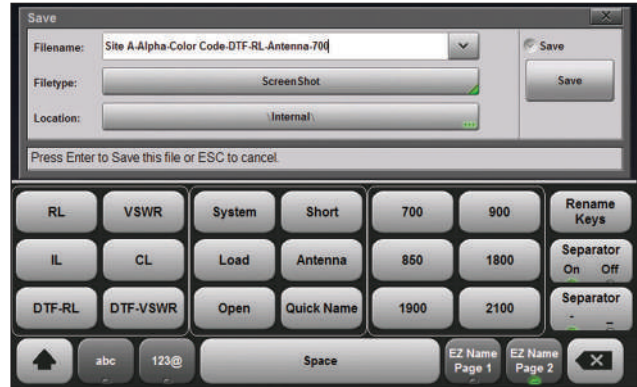 Save
Filename: Site A-Alpha-Color Code-DTF-RL-Antenna-700
Save
Filetype: ScreenShot
Save
Location: \Internal\
...
Press Enter to Save this file or ESC to cancel.
RL VSWR System Short 700 900 Rename Keys
IL CL Load Antenna 850 1800 Separator On Off
DTF-RL DTF-VSWR Open Quick Name 1900 2100 Separator - _
abc 123@ Space EZ Name Page 1 EZ Name Page 2